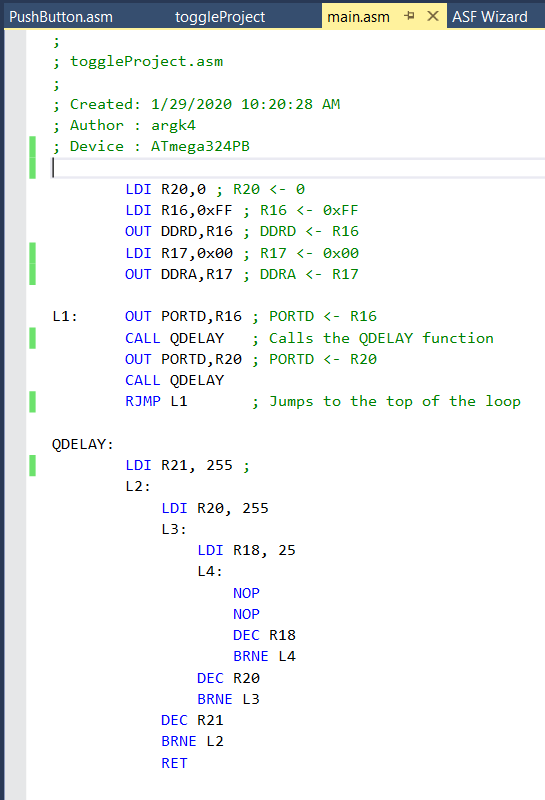 PushButton.asm toggleProject main.asm ASF Wizard
;
; toggleProject.asm
;
; Created: 1/29/2020 10:20:28 AM
; Author : argk4
; Device : ATmega324PB
LDI R20,0 ; R20 <- 0
LDI R16,0xFF ; R16 <- 0xFF
OUT DDRD,R16 ; DDRD <- R16
LDI R17,0x00 ; R17 <- 0x00
OUT DDRA,R17 ; DDRA <- R17
L1: OUT PORTD,R16 ; PORTD <- R16
CALL QDELAY ; Calls the QDELAY function
OUT PORTD,R20 ; PORTD <- R20
CALL QDELAY
RJMP L1 ; Jumps to the top of the loop
QDELAY:
LDI R21, 255 ;
L2:
LDI R20, 255
L3:
LDI R18, 25
L4:
NOP
NOP
DEC R18
BRNE L4
DEC R20
BRNE L3
DEC R21
BRNE L2
RET